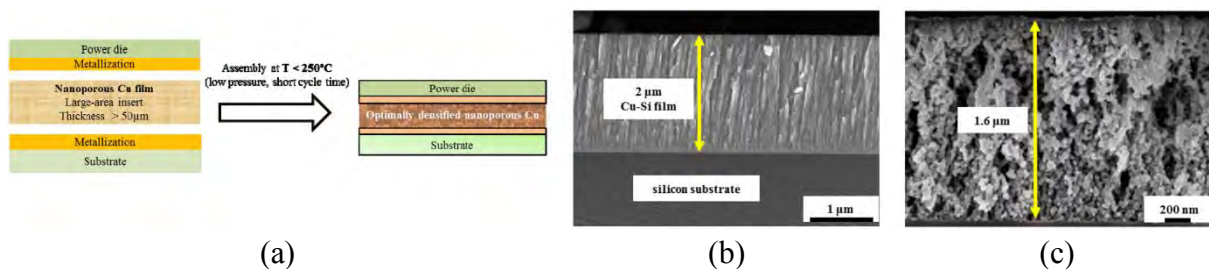 Power die
Metallization
Nanoporous Cu film
Large-area insert
Thickness > 50μm
Metallization
Substrate
Assembly at T < 250°C
(low pressure, short cycle time)
Power die
Optimally densified nanoporous Cu
Substrate
(a)
2 μm
Cu-Si film
silicon substrate
1 μm
(b)
1.6 μm
200 nm
(c)